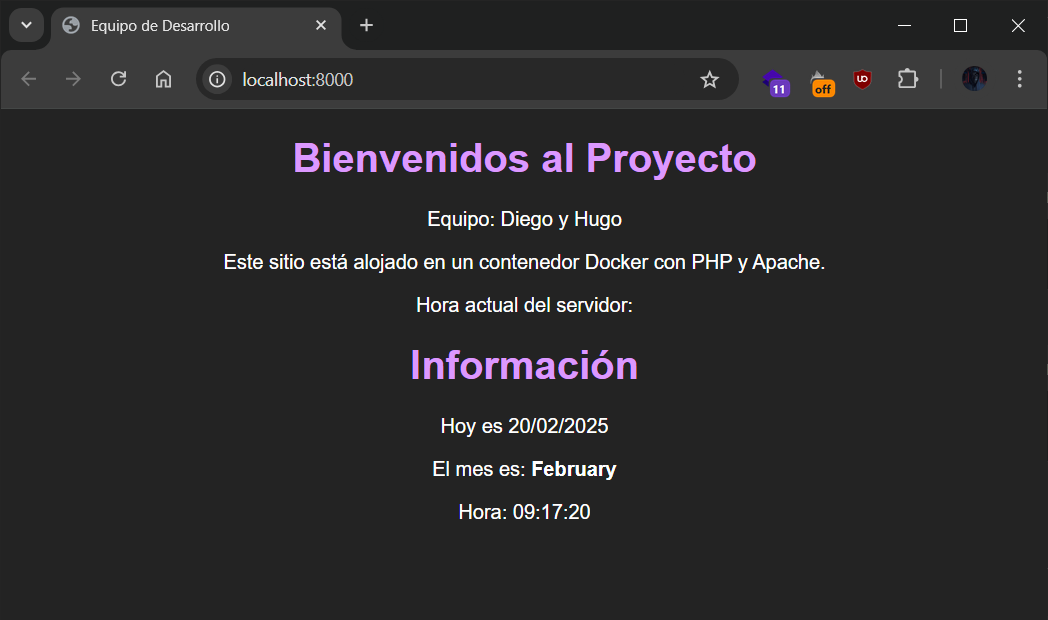 Equipo de Desarrollo
localhost:8000
11
off
UD
Bienvenidos al Proyecto
Equipo: Diego y Hugo
Este sitio está alojado en un contenedor Docker con PHP y Apache.
Hora actual del servidor:
Información
Hoy es 20/02/2025
El mes es: February
Hora: 09:17:20